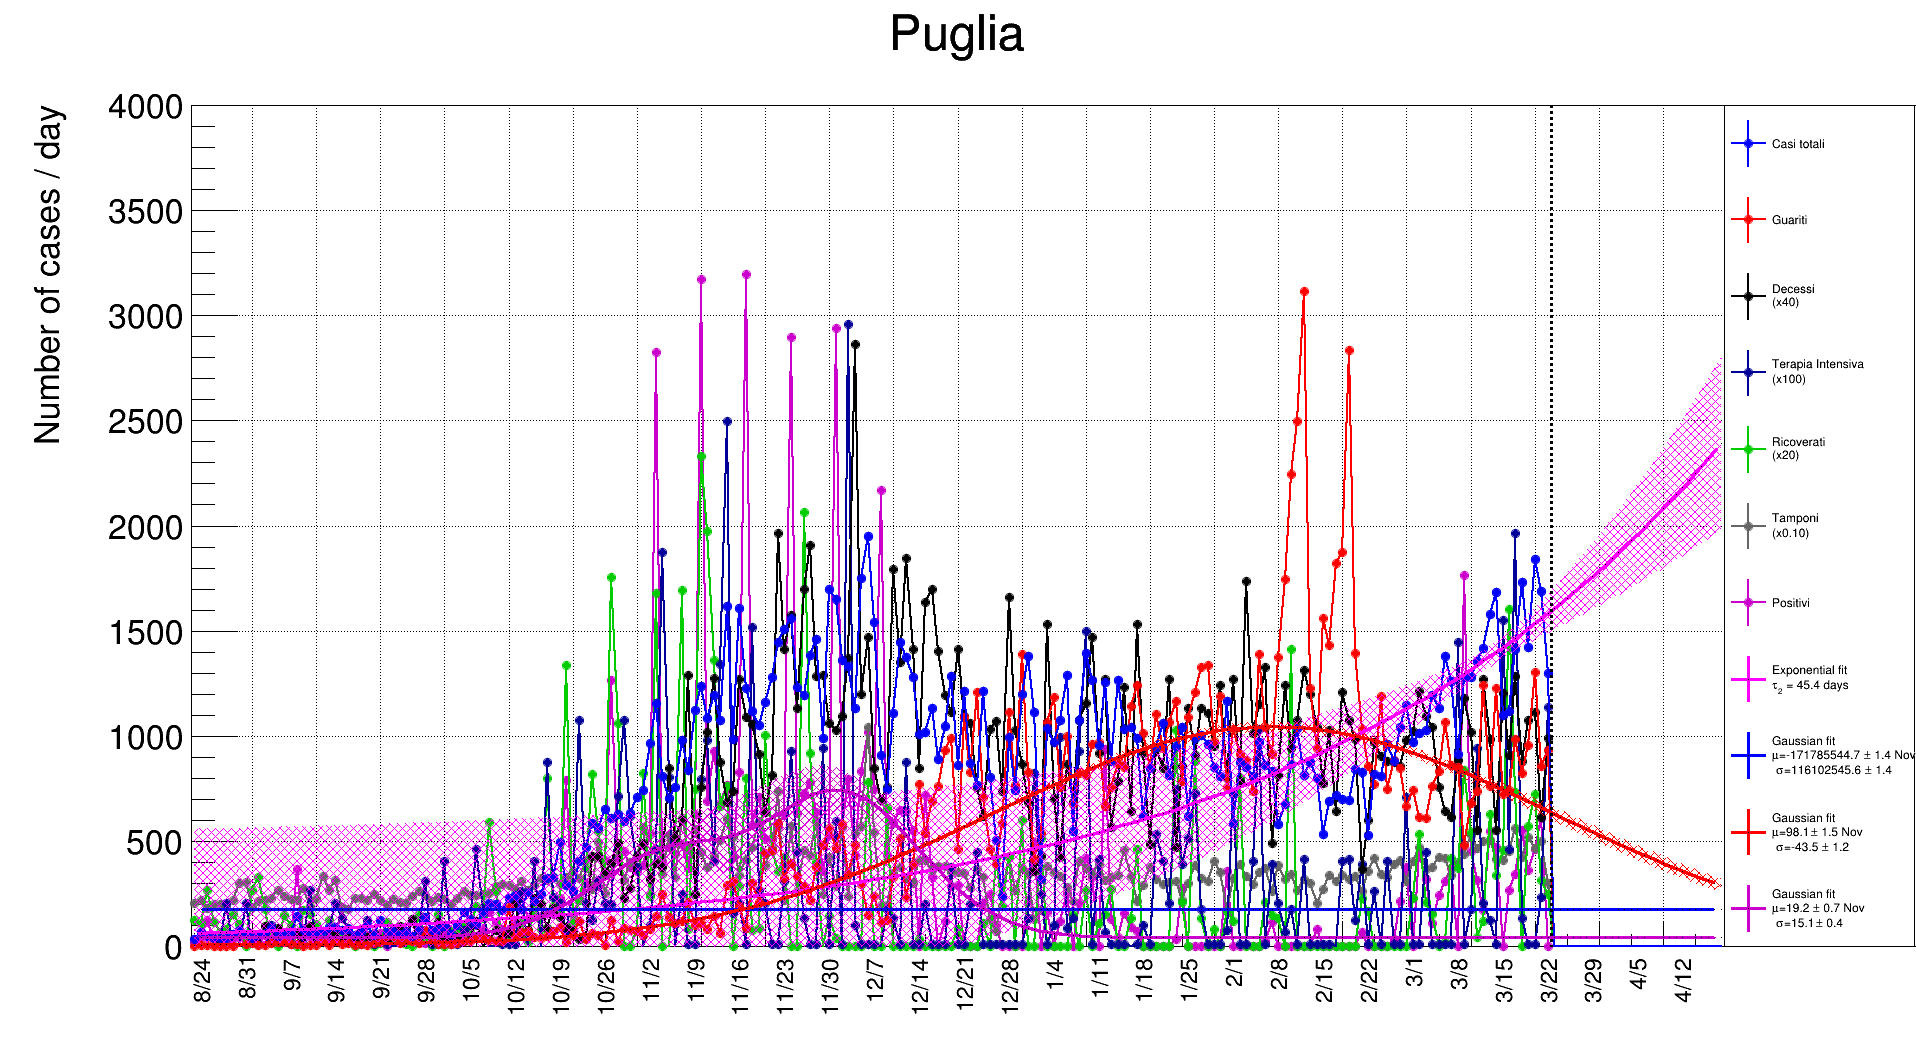 Puglia
Number of cases / day
4000
3500
3000
2500
2000
1500
1000
500
0
8/24
8/31
9/7
9/14
9/21
9/28
10/5
10/12
10/19
10/26
11/2
11/9
11/16
11/23
11/30
12/7
12/14
12/21
12/28
1/4
1/11
1/18
1/25
2/1
2/8
2/15
2/22
3/1
3/8
3/15
3/22
3/29
4/5
4/12
Casi totali
Guariti
Decessi
(x40)
Terapia Intensiva
(x100)
Ricoverati
(x20)
Tamponi
(x0.10)
Positivi
Exponential fit
τ2 = 45.4 days
Gaussian fit
μ=-171785544.7 ± 1.4 Nov
σ=116102545.6 ± 1.4
Gaussian fit
μ=98.1 ± 1.5 Nov
σ=-43.5 ± 1.2
Gaussian fit
μ=19.2 ± 0.7 Nov
σ=15.1 ± 0.4